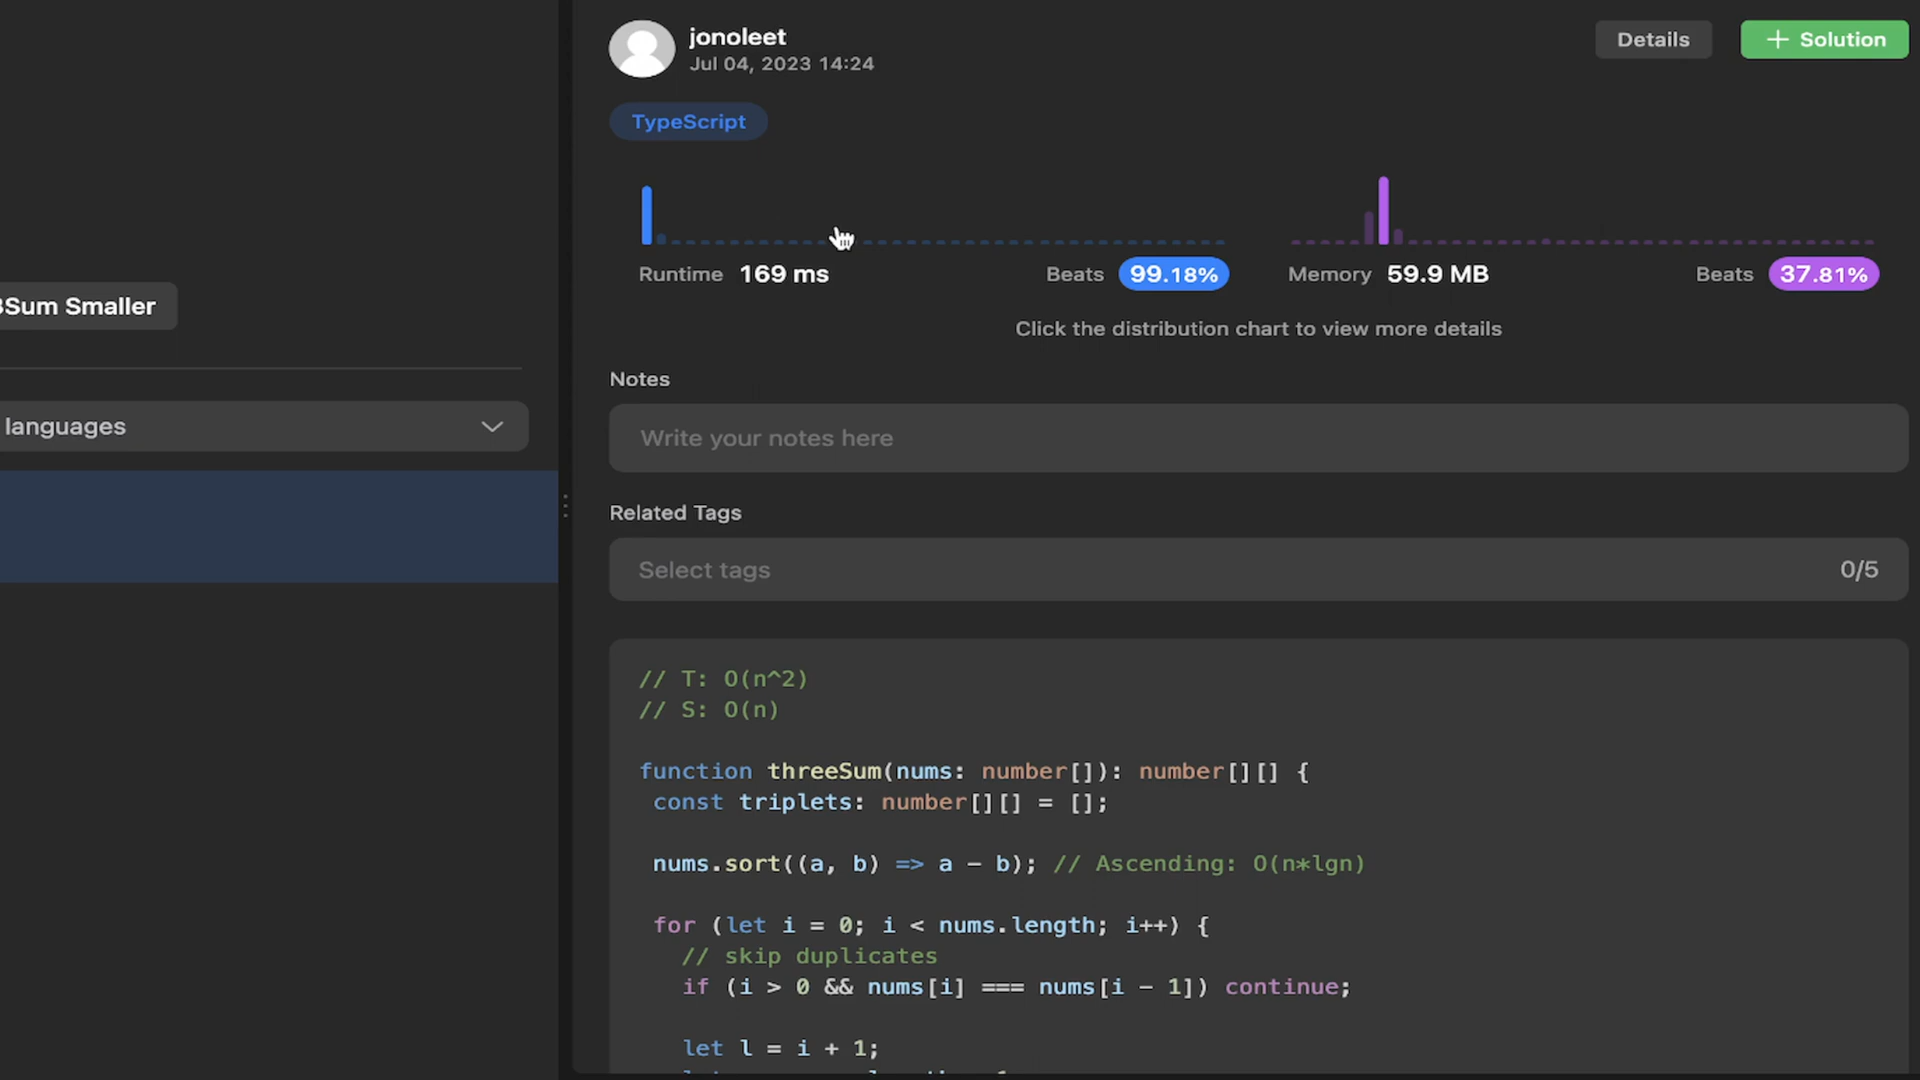 jonoleet
Jul 04, 2023 14:24
Details
+ Solution
TypeScript
Runtime 169 ms
Beats 99.18%
Memory 59.9 MB
Beats 37.81%
Click the distribution chart to view more details
3Sum Smaller
languages
Notes
Write your notes here
Related Tags
Select tags
0/5
// T: O(n^2)
// S: O(n)
function threeSum(nums: number[]): number[][] {
const triplets: number[][] = [];
nums.sort((a, b) => a - b); // Ascending: O(n*lgn)
for (let i = 0; i < nums.length; i++) {
// skip duplicates
if (i > 0 && nums[i] === nums[i - 1]) continue;
let l = i + 1;